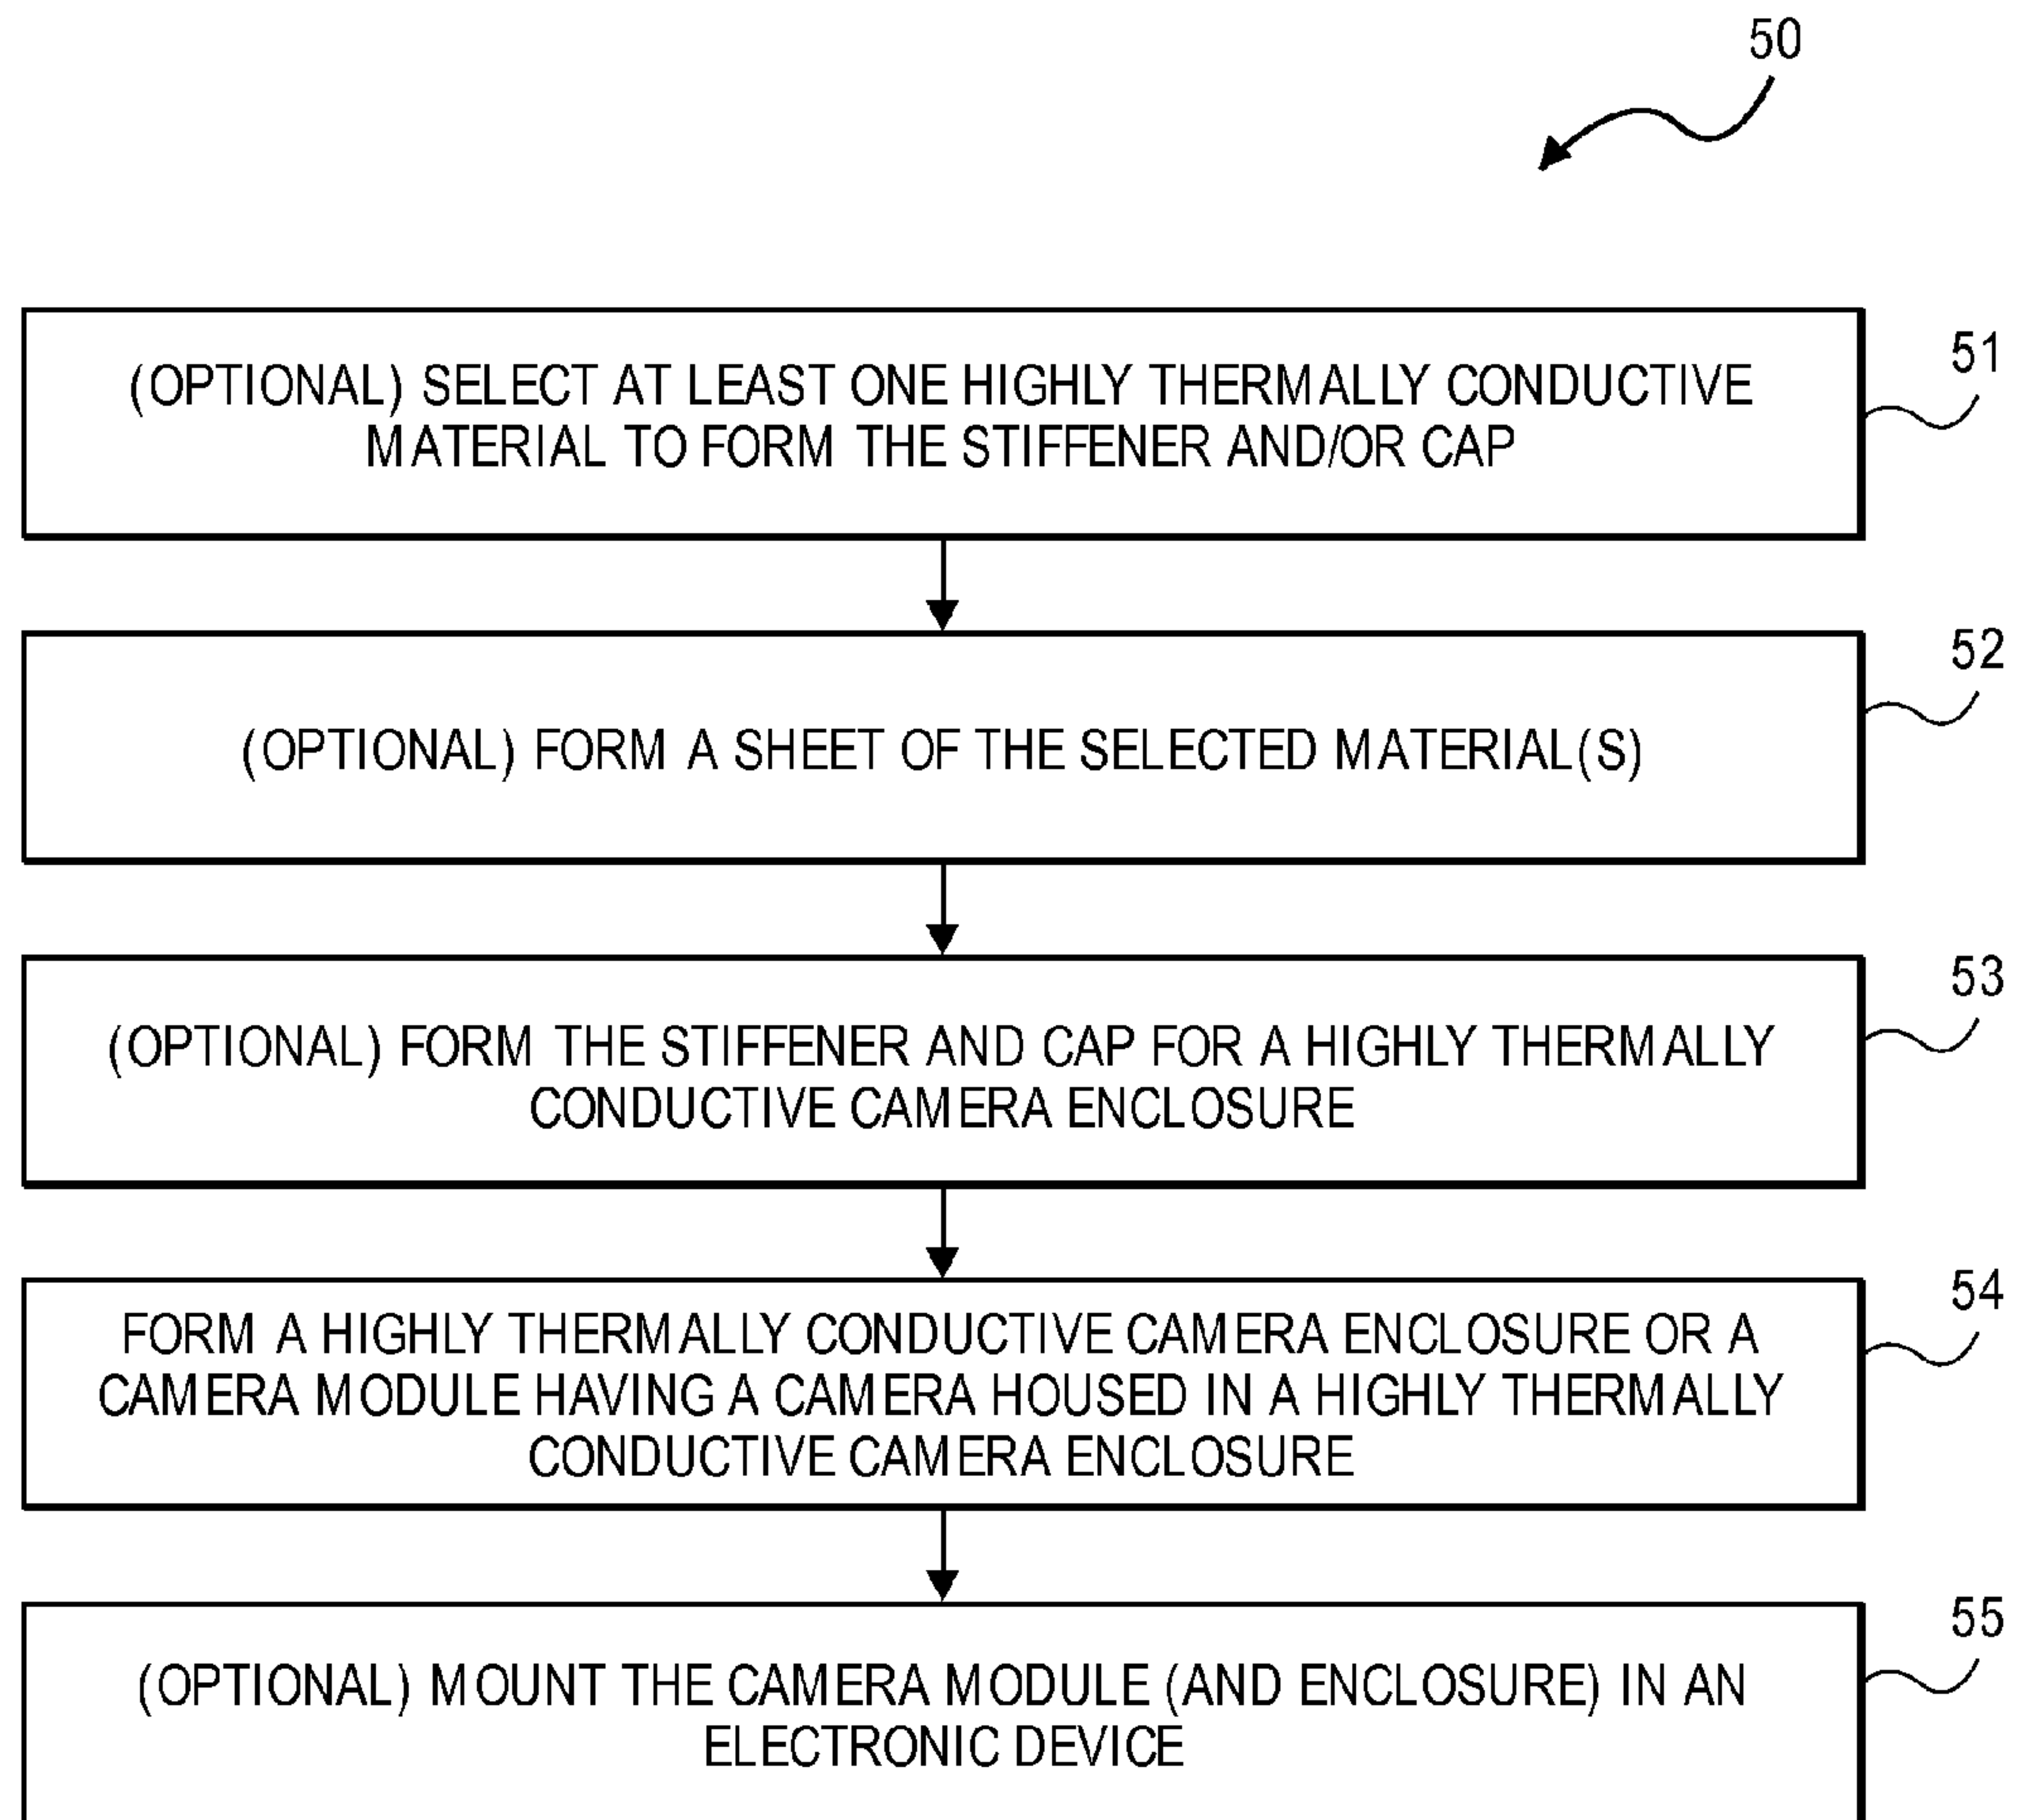 50
(OPTIONAL) SELECT AT LEAST ONE HIGHLY THERMALLY CONDUCTIVE
MATERIAL TO FORM THE STIFFENER AND/OR CAP
51
(OPTIONAL) FORM A SHEET OF THE SELECTED MATERIAL(S)
52
(OPTIONAL) FORM THE STIFFENER AND CAP FOR A HIGHLY THERMALLY
CONDUCTIVE CAMERA ENCLOSURE
53
FORM A HIGHLY THERMALLY CONDUCTIVE CAMERA ENCLOSURE OR A
CAMERA MODULE HAVING A CAMERA HOUSED IN A HIGHLY THERMALLY
CONDUCTIVE CAMERA ENCLOSURE
54
(OPTIONAL) MOUNT THE CAMERA MODULE (AND ENCLOSURE) IN AN
ELECTRONIC DEVICE
55